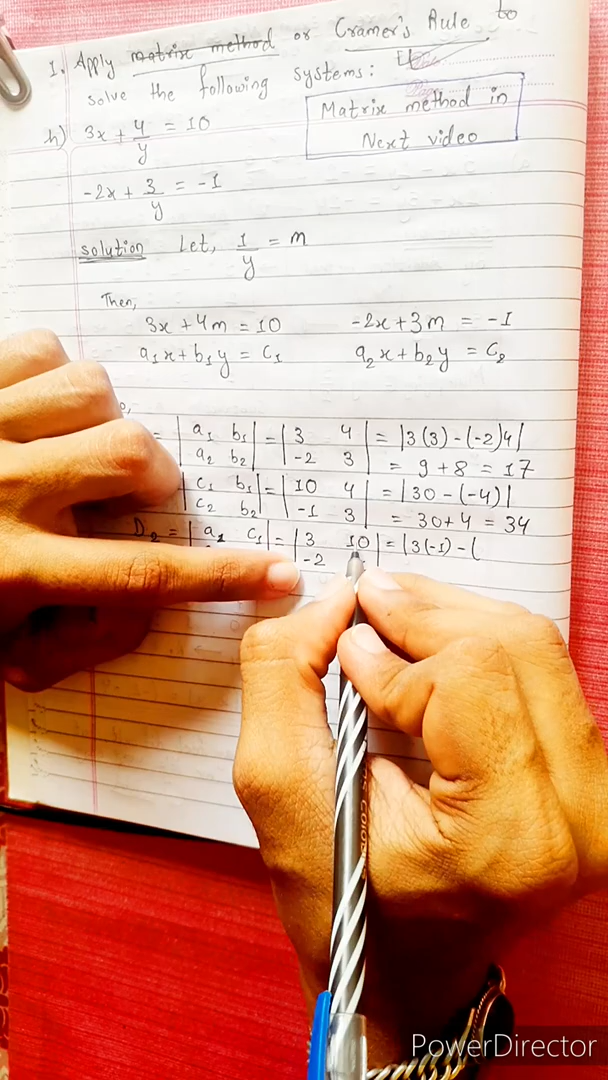 1. Apply matrix method or Cramer's Rule to
solve the following systems:
Matrix method in
Next video
h) 3x + 4/y = 10
-2x + 3/y = -1
solution Let, 1/y = m
Then,
3x + 4m = 10 -2x + 3m = -1
a₁x + b₁y = C₁ a₂x + b₂y = C₂
= | a₁ b₁ | = | 3 4 | = |3(3) - (-2)4|
| a₂ b₂ | | -2 3 | = 9 + 8 = 17
| C₁ b₁ | = | 10 4 | = |30 - (-4)|
| C₂ b₂ | | -1 3 | = 30 + 4 = 34
D₂ = | a₁ C₁ | = | 3 10 | = |3(-1) - (
-2
PowerDirector